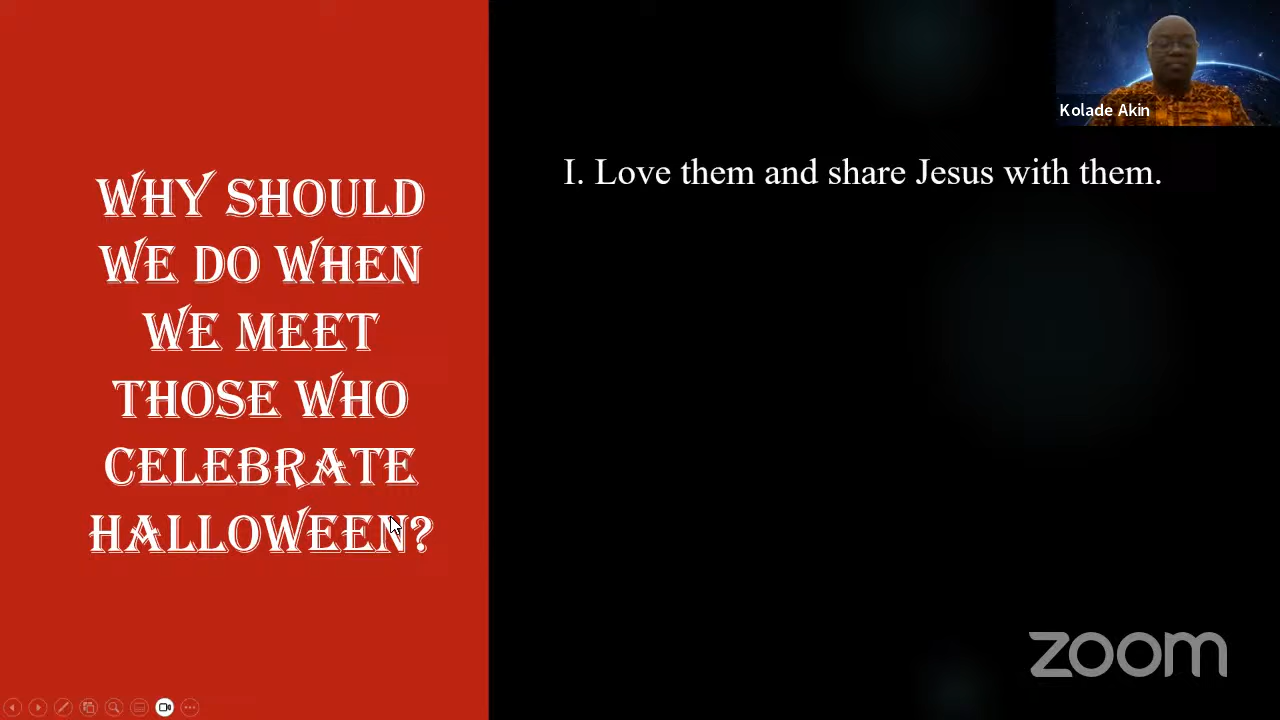 WHY SHOULD
WE DO WHEN
WE MEET
THOSE WHO
CELEBRATE
HALLOWEEN?
I. Love them and share Jesus with them.
Kolade Akin
zoom